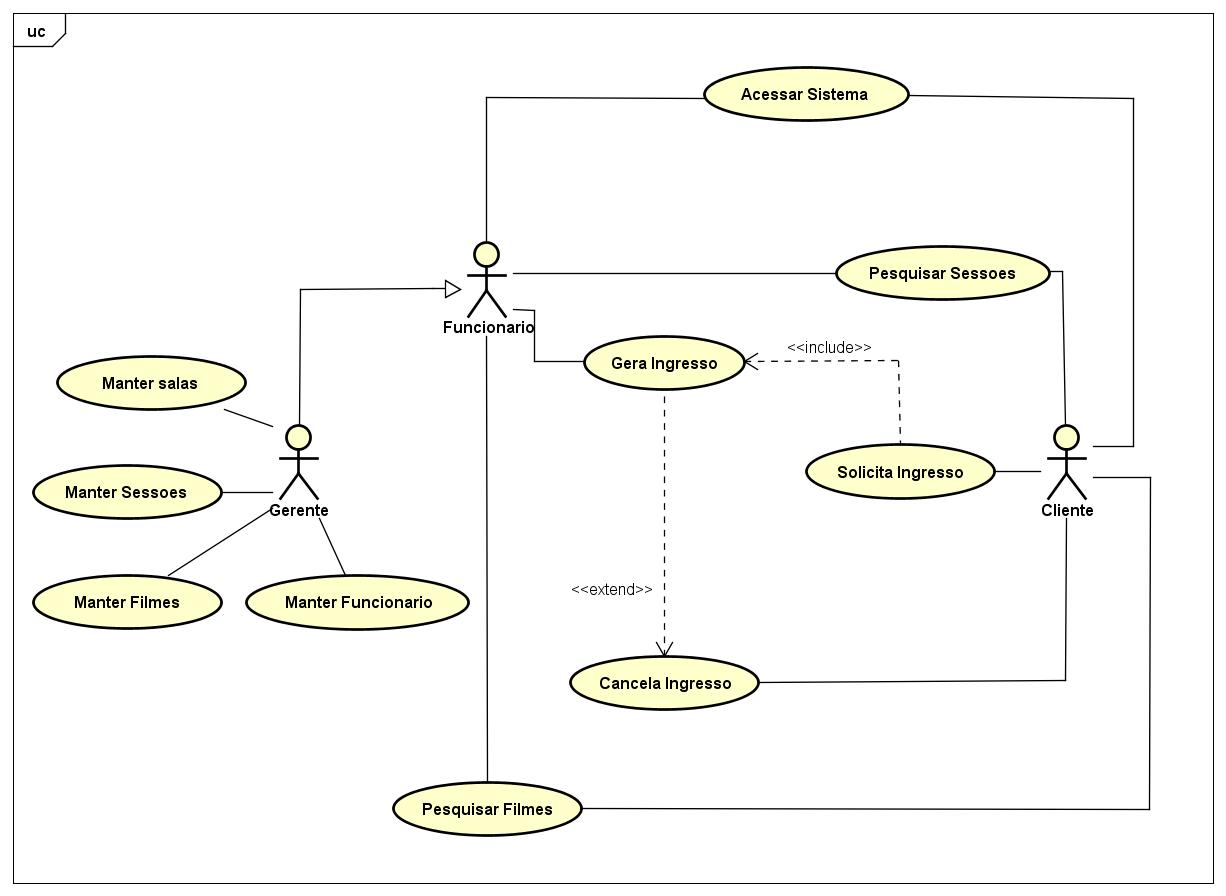 uc
Acessar Sistema
Pesquisar Sessoes
Funcionario
<<include>>
Gera Ingresso
Manter salas
Solicita Ingresso
Manter Sessoes
Gerente
Cliente
<<extend>>
Manter Filmes
Manter Funcionario
Cancela Ingresso
Pesquisar Filmes